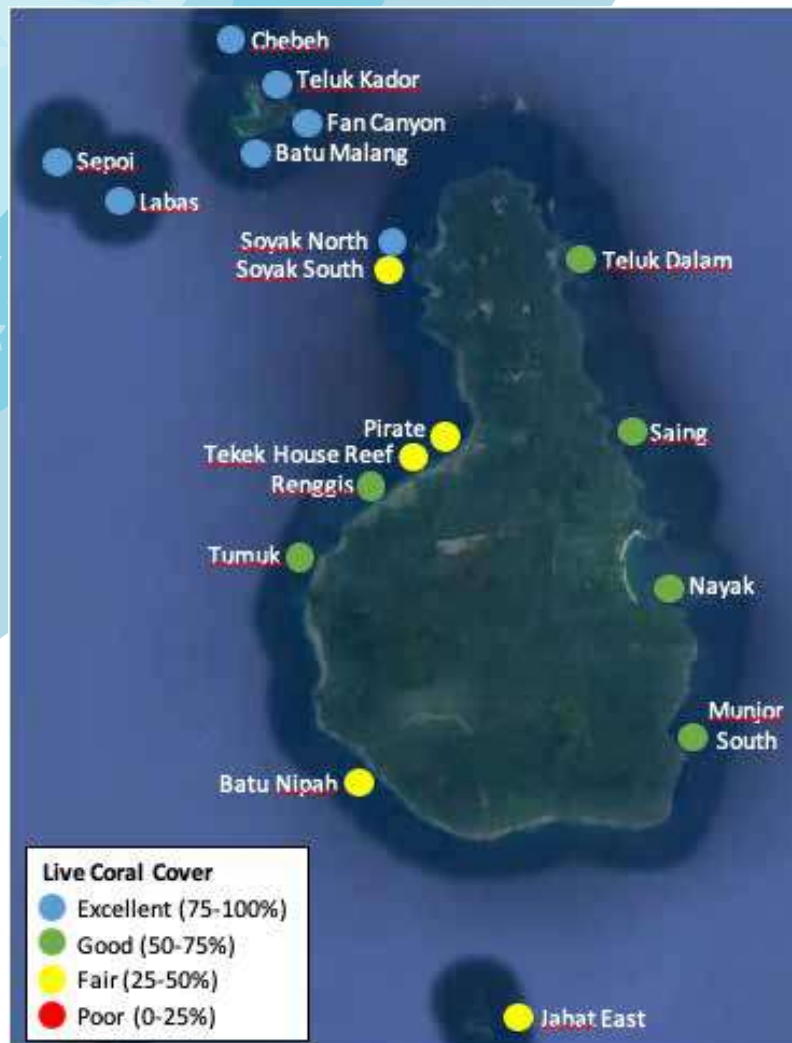 Chebeh
Teluk Kador
Fan Canyon
Batu Malang
Sepoi
Labas
Soyak North
Soyak South
Teluk Dalam
Pirate
Saing
Tekek House Reef
Renggis
Tumuk
Nayak
Munjor
South
Batu Nipah
Live Coral Cover
Excellent (75-100%)
Good (50-75%)
Fair (25-50%)
Poor (0-25%)
Jahat East